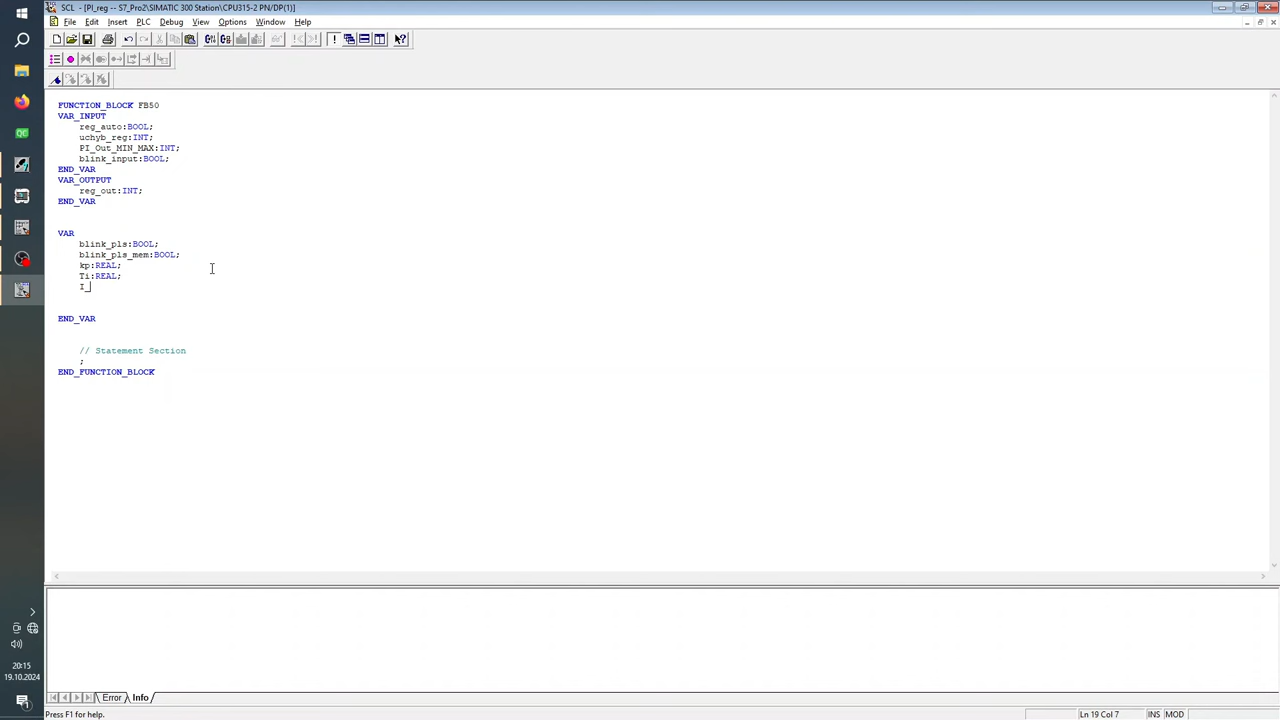 SCL - [PI_reg -- S7_Pro2\SIMATIC 300 Station\CPU315-2 PN/DP(1)]
File Edit Insert PLC Debug View Options Window Help
FUNCTION_BLOCK FB50
VAR_INPUT
reg_auto:BOOL;
uchyb_reg:INT;
PI_Out_MIN_MAX:INT;
blink_input:BOOL;
END_VAR
VAR_OUTPUT
reg_out:INT;
END_VAR
VAR
blink_pls:BOOL;
blink_pls_mem:BOOL;
kp:REAL;
Ti:REAL;
I_
END_VAR
// Statement Section
;
END_FUNCTION_BLOCK
Error Info
Press F1 for help.
Ln 19 Col 7 INS MOD
QC
20:15
19.10.2024
1